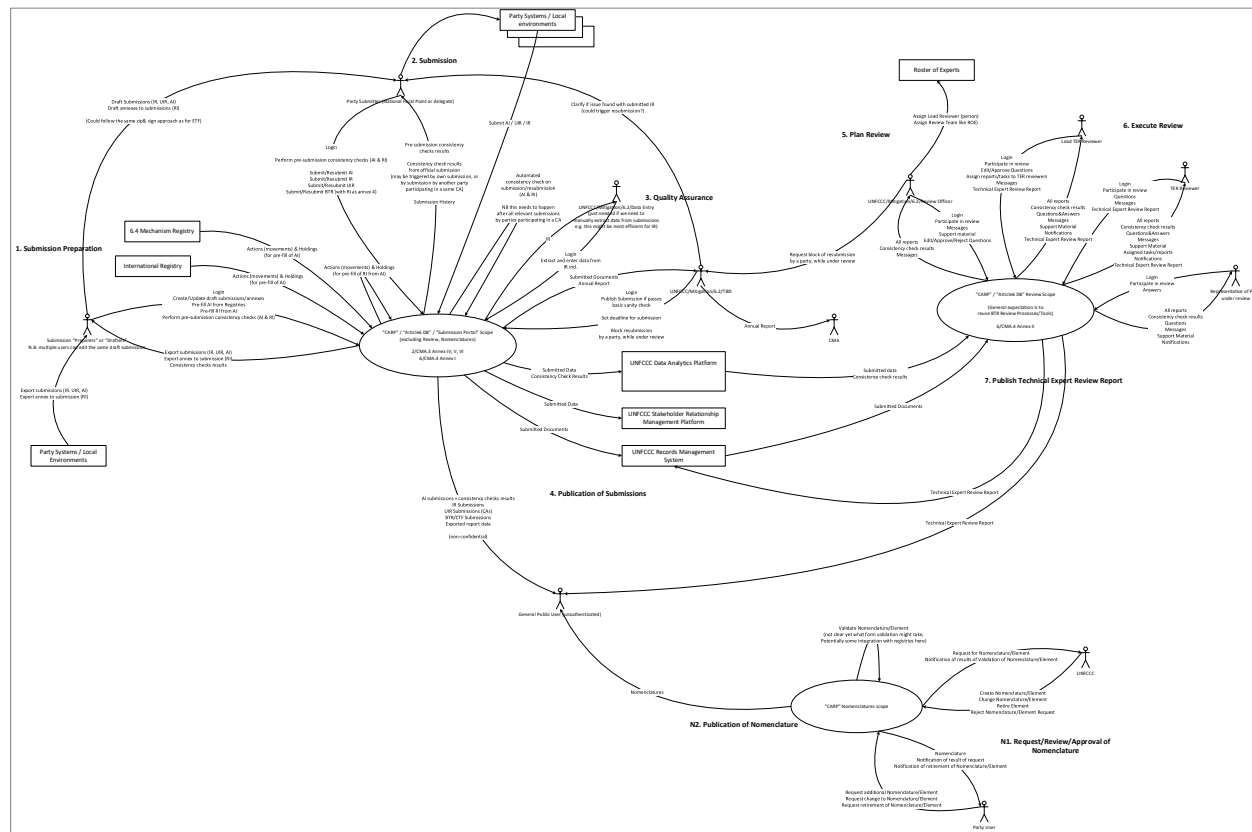 Party Systems / Local
environments
2. Submission
Party Submitter (National Focal Point or delegate)
Draft Submissions (IR, UIR, AI)
Draft annexes to submissions (RI)
(Could follow the same zip& sign approach as for ETF)
Login
Perform pre-submission consistency checks (AI & RI)
Submit/Resubmit AI
Submit/Resubmit IR
Submit/Resubmit UIR
Submit/Resubmit BTR (with RI as annex 4)
Pre-submission consistency
checks results
Consistency check results
from official submission
(may be triggered by own submission, or
by submission by another party
participating in a same CA)
Submission History
Submit AI / UIR / IR
Clarify if issue found with submitted IR
(could trigger resubmission?)
Automated
consistency check on
submission/resubmission
(AI & RI)
NB this needs to happen
after all relevant submissions
by parties participating in a CA
3. Quality Assurance
UNFCCC/Mitigation/6.2/Data Entry
(just needed if we need to
manually extract data from submissions
e.g. this might be most efficient for IR)
IR
Login
Extract and enter data from
IR ind.
Submitted Documents
Annual Report
UNFCCC/Mitigation/6.2/TBD
Login
Publish Submission if passes
basic sanity check
Set deadline for submission
Block resubmission
by a party, while under review
Request block of resubmission
by a party, while under review
Annual Report
CMA
1. Submission Preparation
6.4 Mechanism Registry
International Registry
Actions (movements) & Holdings
(for pre-fill of AI)
Actions (movements) & Holdings
(for pre-fill of AI)
Actions (movements) & Holdings
(for pre-fill of RI from AI)
Login
Create/Update draft submissions/annexes
Pre-fill AI from Registries
Pre-fill RI from AI
Perform pre-submission consistency checks (AI & RI)
Submission "Preparers" or "Drafters"
N.B. multiple users can edit the same draft submission
Export submissions (IR, UIR, AI)
Export annex to submission (RI)
Consistency checks results
Export submissions (IR, UIR, AI)
Export annex to submission (RI)
Party Systems / Local
Environments
"CARP" / "Article6 DB" / "Submission Portal" Scope
(excluding Review, Nomenclatures)
2/CMA.3 Annex IV, V, VI
6/CMA.4 Annex I
Submitted Data
Consistency Check Results
UNFCCC Data Analytics Platform
Submitted data
Consistency check results
Submitted Data
UNFCCC Stakeholder Relationship
Management Platform
Submitted Documents
UNFCCC Records Management
System
Submitted Documents
4. Publication of Submissions
AI submissions + consistency checks results
IR Submissions
UIR Submissions (CAs)
BTR/CTF Submissions
Exported report data
(non-confidential)
General Public User (unauthenticated)
Roster of Experts
Assign Lead Reviewer (person)
Assign Review Team like ROE)
5. Plan Review
UNFCCC/Mitigation/6.2/Review Officer
Login
Participate in review
Messages
Support material
Edit/Approve/Reject Questions
All reports
Consistency check results
Messages
6. Execute Review
Lead TER Reviewer
Login
Participate in review
Edit/Approve Questions
Assign reports/tasks to TER reviewers
Messages
Technical Expert Review Report
All reports
Consistency check results
Questions&Answers
Messages
Support Material
Notifications
Technical Expert Review Report
TER Reviewer
Login
Participate in review
Questions
Messages
Technical Expert Review Report
All reports
Consistency check results
Questions&Answers
Messages
Support Material
Assigned tasks/reports
Notifications
Technical Expert Review Report
Login
Participate in review
Answers
Representative of P
under review
All reports
Consistency check results
Questions
Messages
Support Material
Notifications
"CARP" / "Article6 DB" Review Scope
(General expectation is to
reuse BTR Review Processes/Tools)
6/CMA.4 Annex II
7. Publish Technical Expert Review Report
Technical Expert Review Report
Technical Expert Review Report
Validate Nomenclature/Element
(not clear yet what form validation might take,
Potentially some integration with registries here)
Request for Nomenclature/Element
Notification of results of Validation of Nomenclature/Element
UNFCCC
Create Nomenclature/Element
Change Nomenclature/Element
Retire Element
Reject Nomenclature/Element Request
"CARP" Nomenclatures scope
Nomenclatures
N2. Publication of Nomenclature
N1. Request/Review/Approval of
Nomenclature
Nomenclature
Notification of result of request
Notification of retirement of Nomenclature/Element
Request additional Nomenclature/Element
Request change to Nomenclature/Element
Request retirement of Nomenclature/Element
Party User